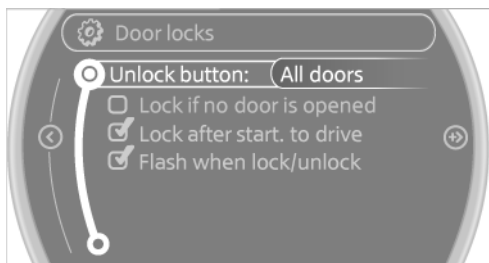 Door locks
Unlock button: All doors
Lock if no door is opened
Lock after start. to drive
Flash when lock/unlock